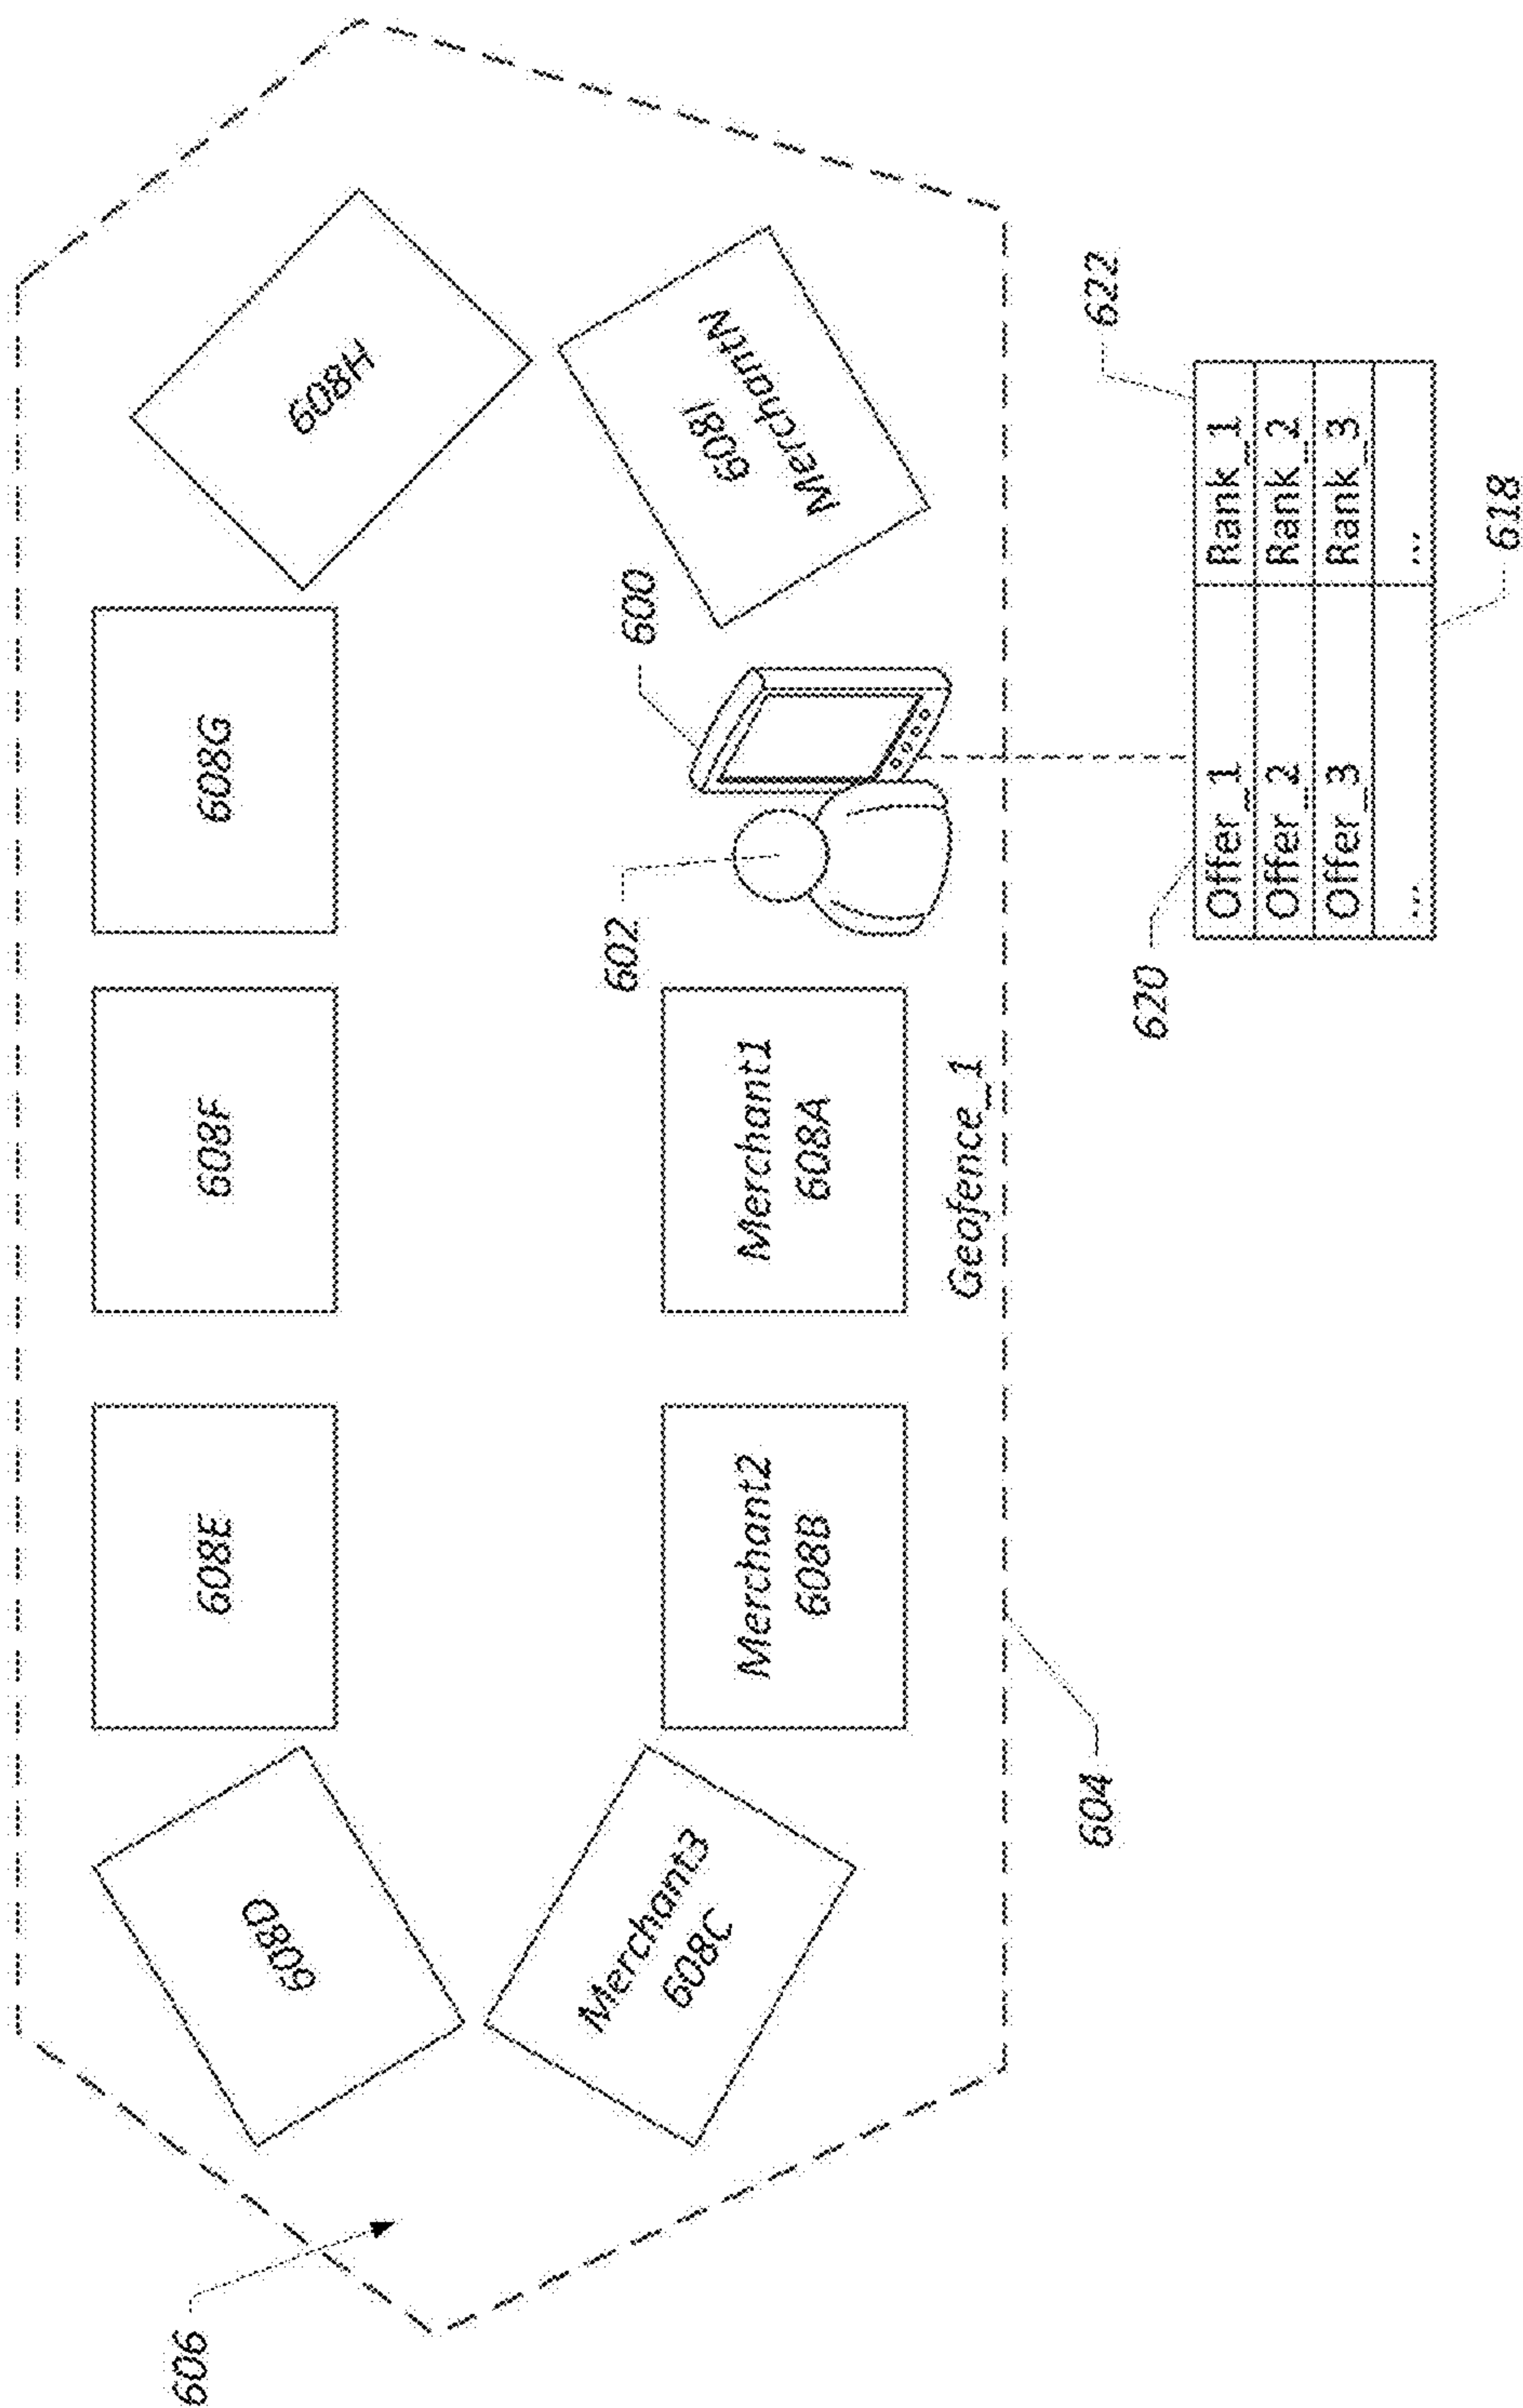 606
608D
608E
608F
608G
608H
Merchant3
608C
Merchant2
608B
Merchant1
608A
602
600
MerchantN
608I
Geofence_1
604
620
622
Offer_1 Rank_1
Offer_2 Rank_2
Offer_3 Rank_3
... ...
618